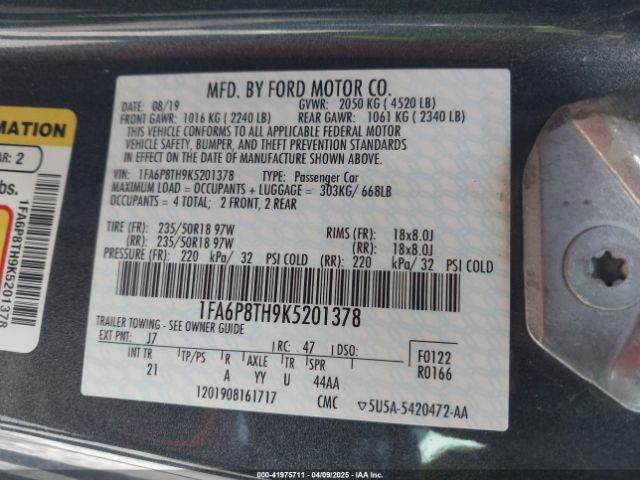 MFD. BY FORD MOTOR CO.
DATE: 08/19 GVWR: 2050 KG ( 4520 LB)
FRONT GAWR: 1016 KG ( 2240 LB) REAR GAWR: 1061 KG ( 2340 LB)
THIS VEHICLE CONFORMS TO ALL APPLICABLE FEDERAL MOTOR
VEHICLE SAFETY, BUMPER, AND THEFT PREVENTION STANDARDS
IN EFFECT ON THE DATE OF MANUFACTURE SHOWN ABOVE.
VIN: 1FA6P8TH9K5201378 TYPE: Passenger Car
MAXIMUM LOAD = OCCUPANTS + LUGGAGE = 303KG/ 668LB
OCCUPANTS = 4 TOTAL; 2 FRONT, 2 REAR
TIRE (FR): 235/50R18 97W RIMS (FR): 18x8.0J
(RR): 235/50R18 97W (RR): 18x8.0J
PRESSURE (FR): 220 kPa/ 32 PSI COLD (RR): 220 kPa/ 32 PSI COLD
1FA6P8TH9K5201378
TRAILER TOWING - SEE OWNER GUIDE
EXT PNT: J7 RC: 47 DSO: F0122
R0166
INT TR TP/PS R AXLE TR SPR
21 A YY U 44AA
1201908161717 CMC ▽5U5A-5420472-AA
MATION
AR: 2
bs.
1FA6P8TH9K5201378
00-41975711 - 04/09/2025 - Copyright IAA, Inc.